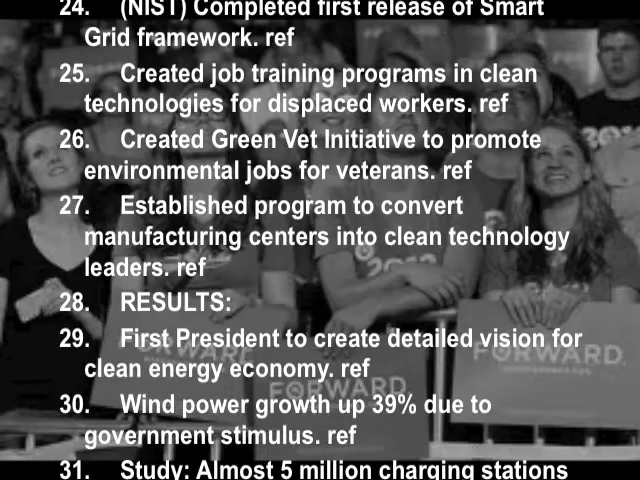 24. (NIST) Completed first release of Smart
Grid framework. ref
25. Created job training programs in clean
technologies for displaced workers. ref
26. Created Green Vet Initiative to promote
environmental jobs for veterans. ref
27. Established program to convert
manufacturing centers into clean technology
leaders. ref
28. RESULTS:
29. First President to create detailed vision for
clean energy economy. ref
30. Wind power growth up 39% due to
government stimulus. ref
31. Study: Almost 5 million charging stations
2012
FORWARD
FORWARD
FORWARD.